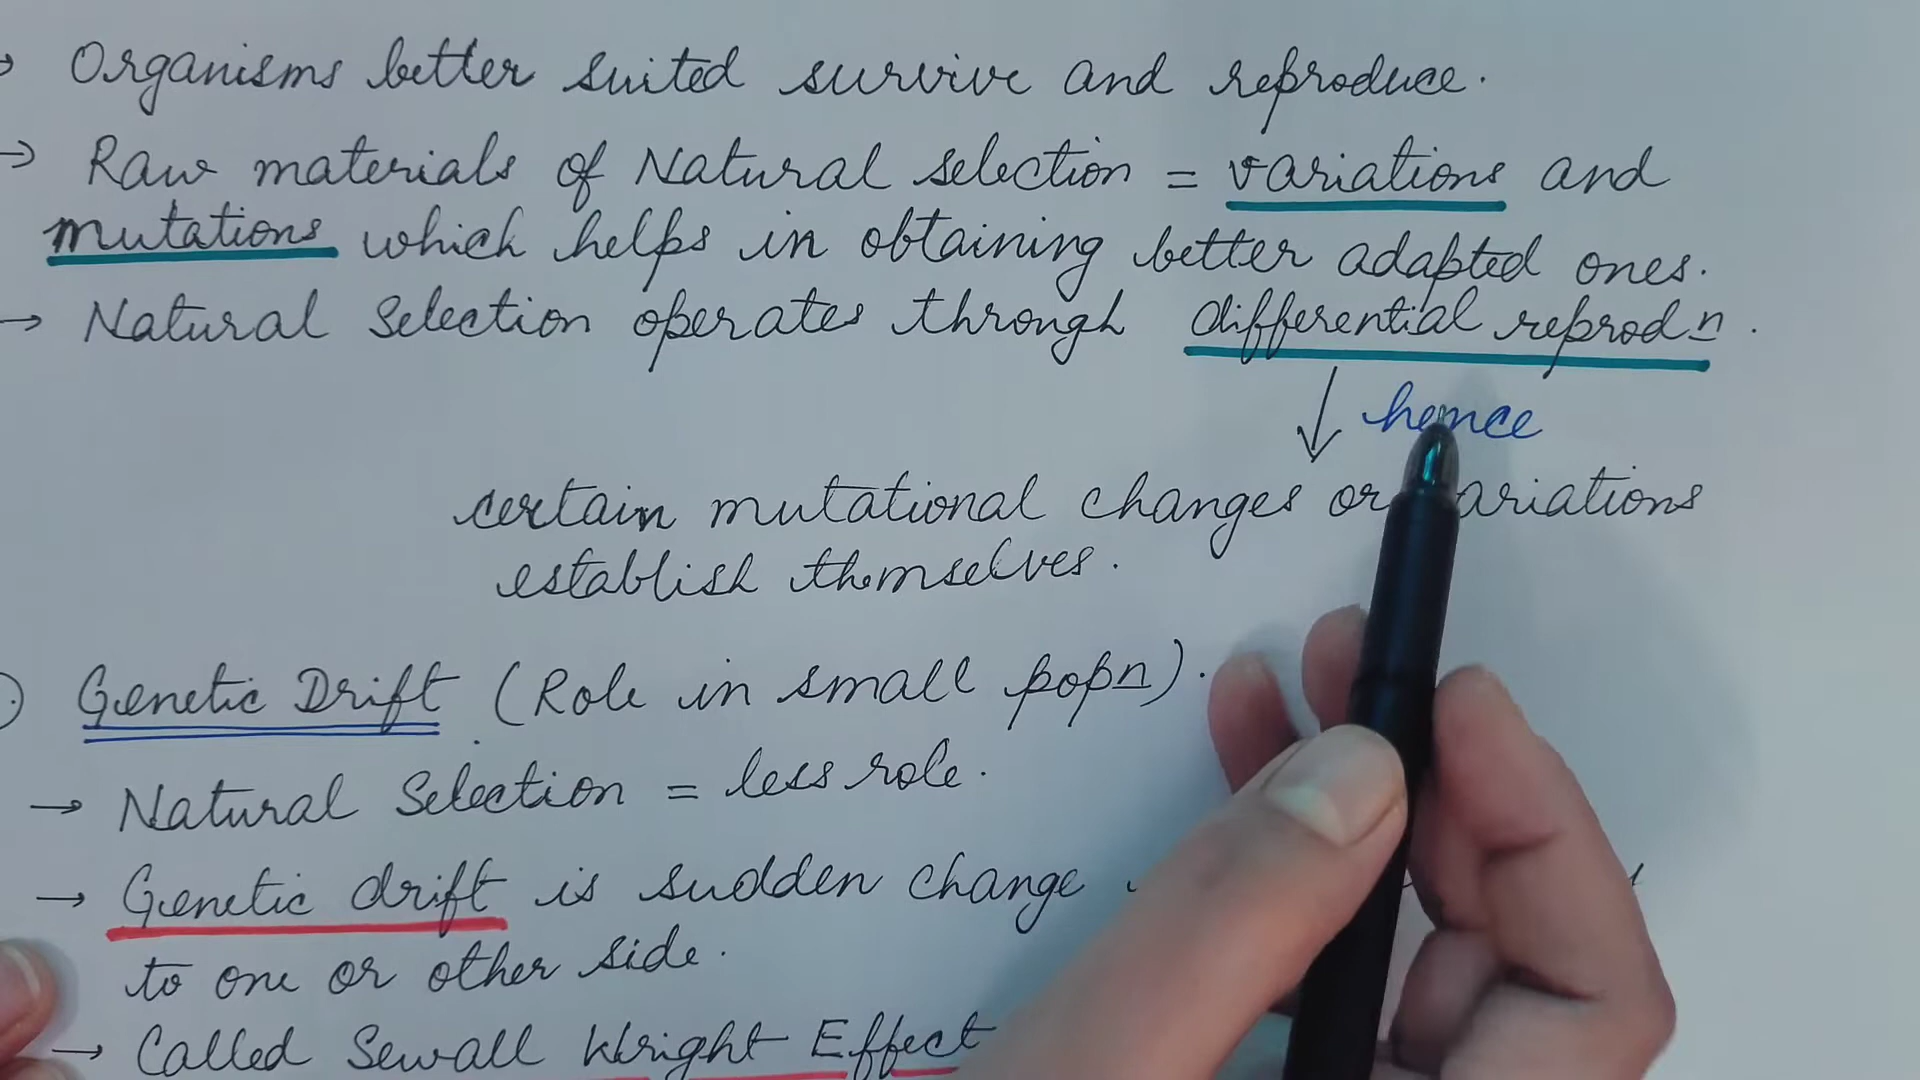 → Organisms better suited survive and reproduce.
→ Raw materials of Natural selection = variations and
mutations which helps in obtaining better adapted ones.
→ Natural Selection operates through differential reprodn.
↓ hence
certain mutational changes or variations
establish themselves.
Genetic Drift (Role in small popn).
→ Natural Selection = less role.
→ Genetic drift is sudden change
to one or other side.
→ Called Sewall Wright Effect